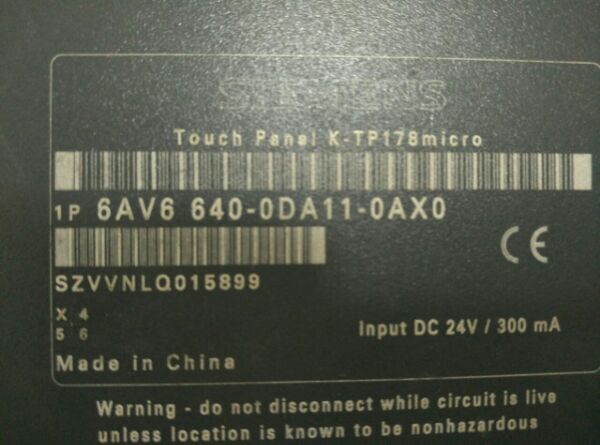 SIEMENS
Touch Panel K-TP178micro
1P 6AV6 640-0DA11-0AX0
SZVVNLQ015899
X 4
5 6
Input DC 24V / 300 mA
Made in China
Warning - do not disconnect while circuit is live
unless location is known to be nonhazardous